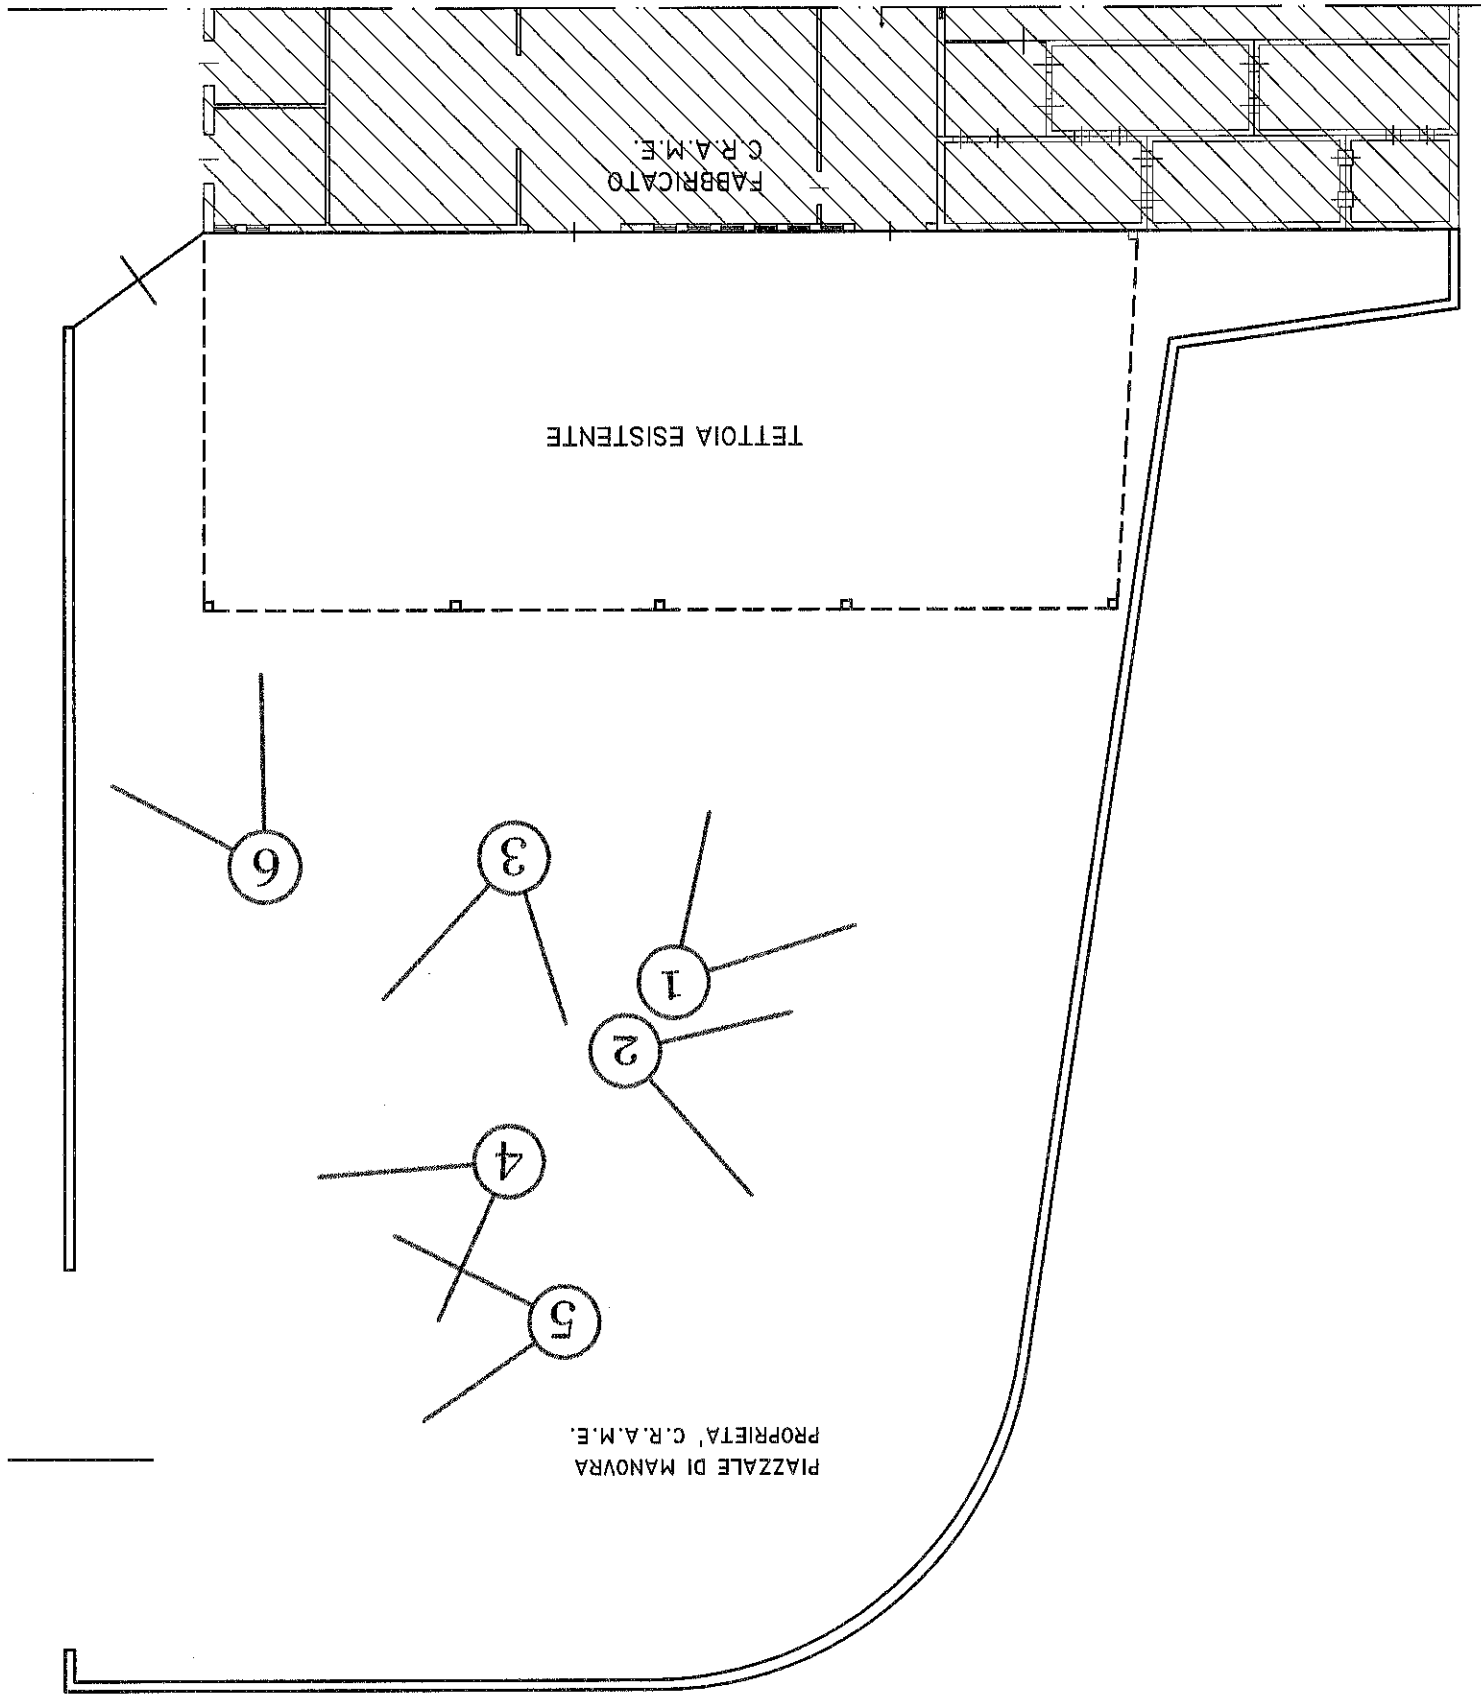 PIAZZALE DI MANOVRA
PROPRIETA' C.R.A.M.E.
5
4
2
1
3
6
TETTOIA ESISTENTE
FABBRICATO
C.R.A.M.E.